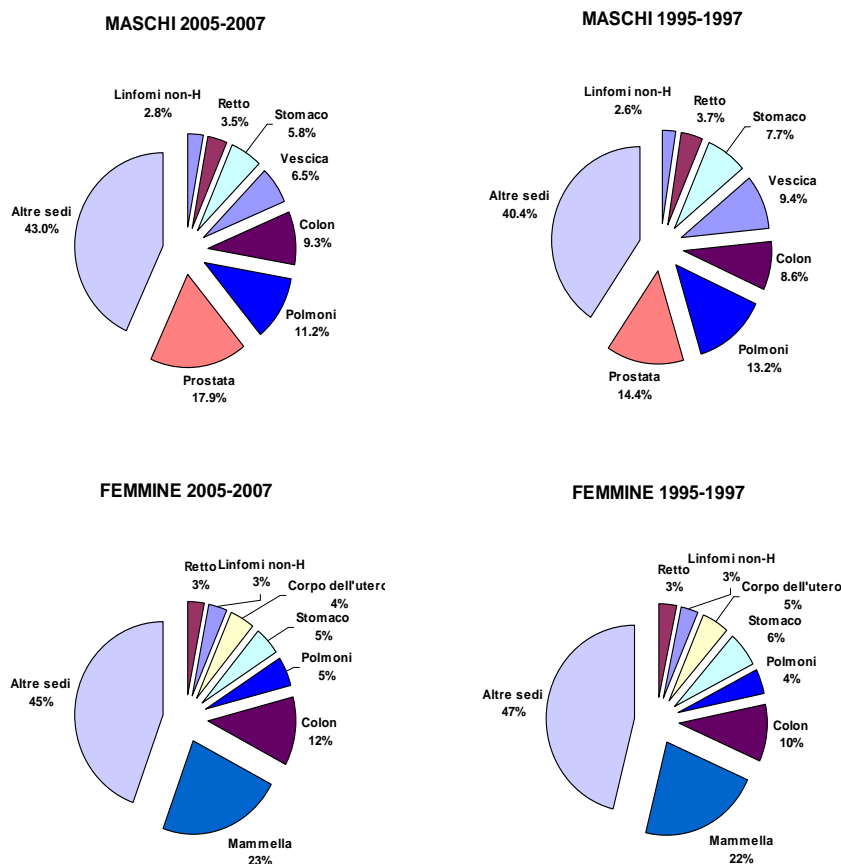 MASCHI 2005-2007
Linfomi non-H
2.8%
Retto
3.5%
Stomaco
5.8%
Vescica
6.5%
Colon
9.3%
Polmoni
11.2%
Prostata
17.9%
Altre sedi
43.0%
MASCHI 1995-1997
Linfomi non-H
2.6%
Retto
3.7%
Stomaco
7.7%
Vescica
9.4%
Colon
8.6%
Polmoni
13.2%
Prostata
14.4%
Altre sedi
40.4%
FEMMINE 2005-2007
Retto
3%
Linfomi non-H
3%
Corpo dell'utero
4%
Stomaco
5%
Polmoni
5%
Colon
12%
Mammella
23%
Altre sedi
45%
FEMMINE 1995-1997
Retto
3%
Linfomi non-H
3%
Corpo dell'utero
5%
Stomaco
6%
Polmoni
4%
Colon
10%
Mammella
22%
Altre sedi
47%